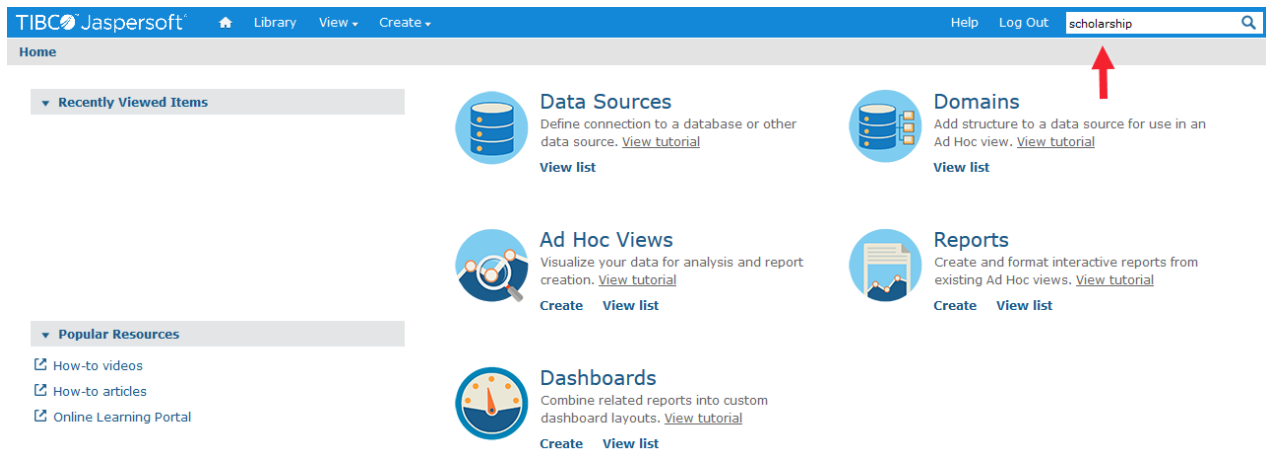 TIBCO Jaspersoft Library View Create Help Log Out scholarship
Home
Recently Viewed Items
Popular Resources
How-to videos
How-to articles
Online Learning Portal
Data Sources
Define connection to a database or other
data source. View tutorial
View list
Domains
Add structure to a data source for use in an
Ad Hoc view. View tutorial
View list
Ad Hoc Views
Visualize your data for analysis and report
creation. View tutorial
Create View list
Reports
Create and format interactive reports from
existing Ad Hoc views. View tutorial
Create View list
Dashboards
Combine related reports into custom
dashboard layouts. View tutorial
Create View list